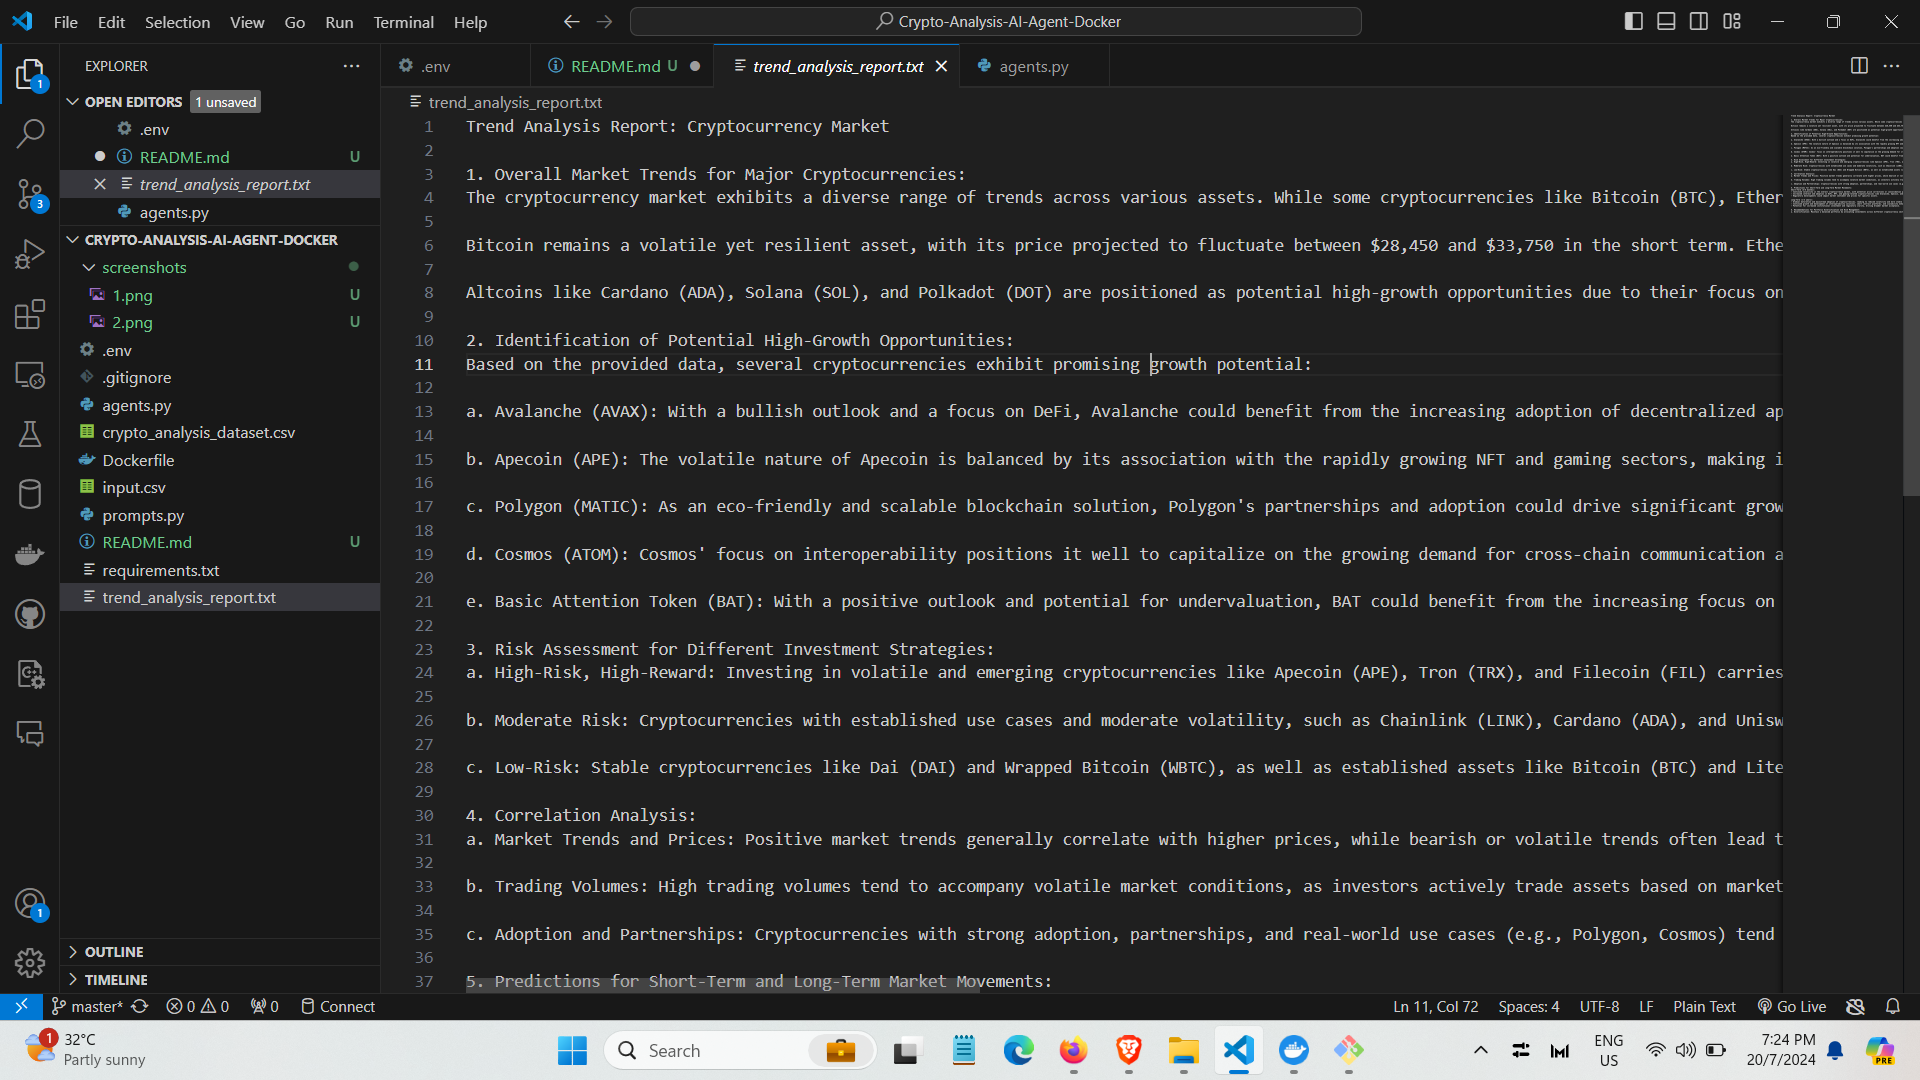 File Edit Selection View Go Run Terminal Help
Crypto-Analysis-AI-Agent-Docker
EXPLORER
OPEN EDITORS 1 unsaved
.env
README.md U
trend_analysis_report.txt
agents.py
CRYPTO-ANALYSIS-AI-AGENT-DOCKER
screenshots
1.png U
2.png U
.env
.gitignore
agents.py
crypto_analysis_dataset.csv
Dockerfile
input.csv
prompts.py
README.md U
requirements.txt
trend_analysis_report.txt
OUTLINE
TIMELINE
1
3
1
.env
README.md U
trend_analysis_report.txt
agents.py
trend_analysis_report.txt
1 Trend Analysis Report: Cryptocurrency Market
2
3 1. Overall Market Trends for Major Cryptocurrencies:
4 The cryptocurrency market exhibits a diverse range of trends across various assets. While some cryptocurrencies like Bitcoin (BTC), Ether
5
6 Bitcoin remains a volatile yet resilient asset, with its price projected to fluctuate between $28,450 and $33,750 in the short term. Ethe
7
8 Altcoins like Cardano (ADA), Solana (SOL), and Polkadot (DOT) are positioned as potential high-growth opportunities due to their focus on
9
10 2. Identification of Potential High-Growth Opportunities:
11 Based on the provided data, several cryptocurrencies exhibit promising growth potential:
12
13 a. Avalanche (AVAX): With a bullish outlook and a focus on DeFi, Avalanche could benefit from the increasing adoption of decentralized ap
14
15 b. Apecoin (APE): The volatile nature of Apecoin is balanced by its association with the rapidly growing NFT and gaming sectors, making i
16
17 c. Polygon (MATIC): As an eco-friendly and scalable blockchain solution, Polygon's partnerships and adoption could drive significant grow
18
19 d. Cosmos (ATOM): Cosmos' focus on interoperability positions it well to capitalize on the growing demand for cross-chain communication a
20
21 e. Basic Attention Token (BAT): With a positive outlook and potential for undervaluation, BAT could benefit from the increasing focus on
22
23 3. Risk Assessment for Different Investment Strategies:
24 a. High-Risk, High-Reward: Investing in volatile and emerging cryptocurrencies like Apecoin (APE), Tron (TRX), and Filecoin (FIL) carries
25
26 b. Moderate Risk: Cryptocurrencies with established use cases and moderate volatility, such as Chainlink (LINK), Cardano (ADA), and Unisw
27
28 c. Low-Risk: Stable cryptocurrencies like Dai (DAI) and Wrapped Bitcoin (WBTC), as well as established assets like Bitcoin (BTC) and Lite
29
30 4. Correlation Analysis:
31 a. Market Trends and Prices: Positive market trends generally correlate with higher prices, while bearish or volatile trends often lead t
32
33 b. Trading Volumes: High trading volumes tend to accompany volatile market conditions, as investors actively trade assets based on market
34
35 c. Adoption and Partnerships: Cryptocurrencies with strong adoption, partnerships, and real-world use cases (e.g., Polygon, Cosmos) tend
36
37 5. Predictions for Short-Term and Long-Term Market Movements:
master* 0 0 0 Connect
Ln 11, Col 72 Spaces: 4 UTF-8 LF Plain Text Go Live
1 32°C
Partly sunny
Search
ENG
US
7:24 PM
20/7/2024
PRE